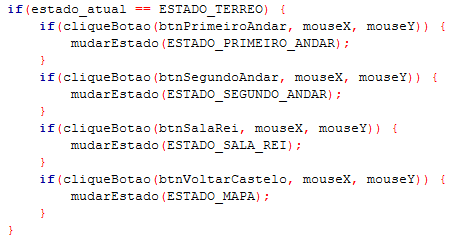 if(estado_atual == ESTADO_TERREO) {
    if(cliqueBotao(btnPrimeiroAndar, mouseX, mouseY)) {
        mudarEstado(ESTADO_PRIMEIRO_ANDAR);
    }
    if(cliqueBotao(btnSegundoAndar, mouseX, mouseY)) {
        mudarEstado(ESTADO_SEGUNDO_ANDAR);
    }
    if(cliqueBotao(btnSalaRei, mouseX, mouseY)) {
        mudarEstado(ESTADO_SALA_REI);
    }
    if(cliqueBotao(btnVoltarCastelo, mouseX, mouseY)) {
        mudarEstado(ESTADO_MAPA);
    }
}